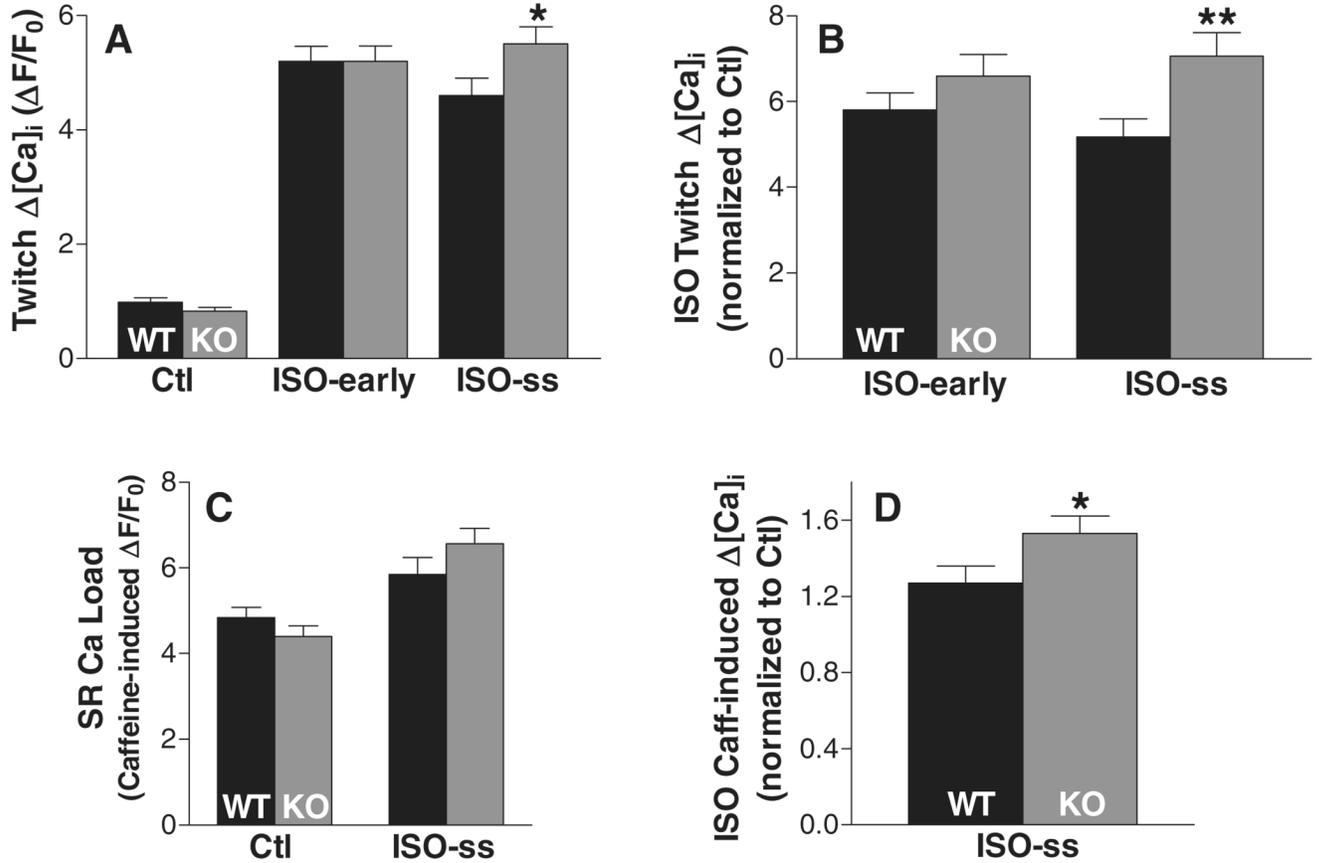 A
Twitch Δ[Ca]i (ΔF/F0)
6
4
2
0
*
WT KO
Ctl ISO-early ISO-ss
B
ISO Twitch Δ[Ca]i
(normalized to Ctl)
8
6
4
2
0
**
WT KO
ISO-early ISO-ss
C
SR Ca Load
(Caffeine-induced ΔF/F0)
8
6
4
2
0
WT KO
Ctl ISO-ss
D
ISO Caff-induced Δ[Ca]i
(normalized to Ctl)
1.6
1.2
0.8
0.4
0.0
*
WT KO
ISO-ss